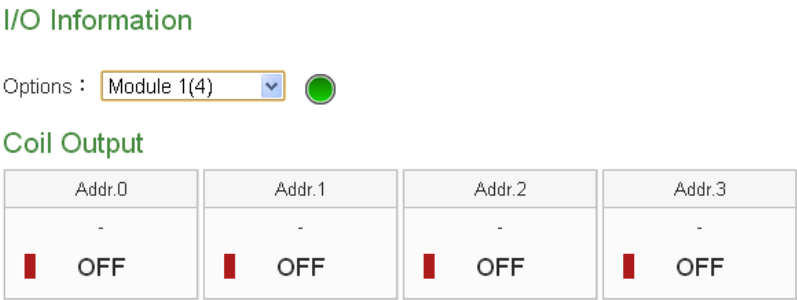 I/O Information
Options： Module 1(4)
Coil Output
Addr.0 Addr.1 Addr.2 Addr.3
- - - -
OFF OFF OFF OFF